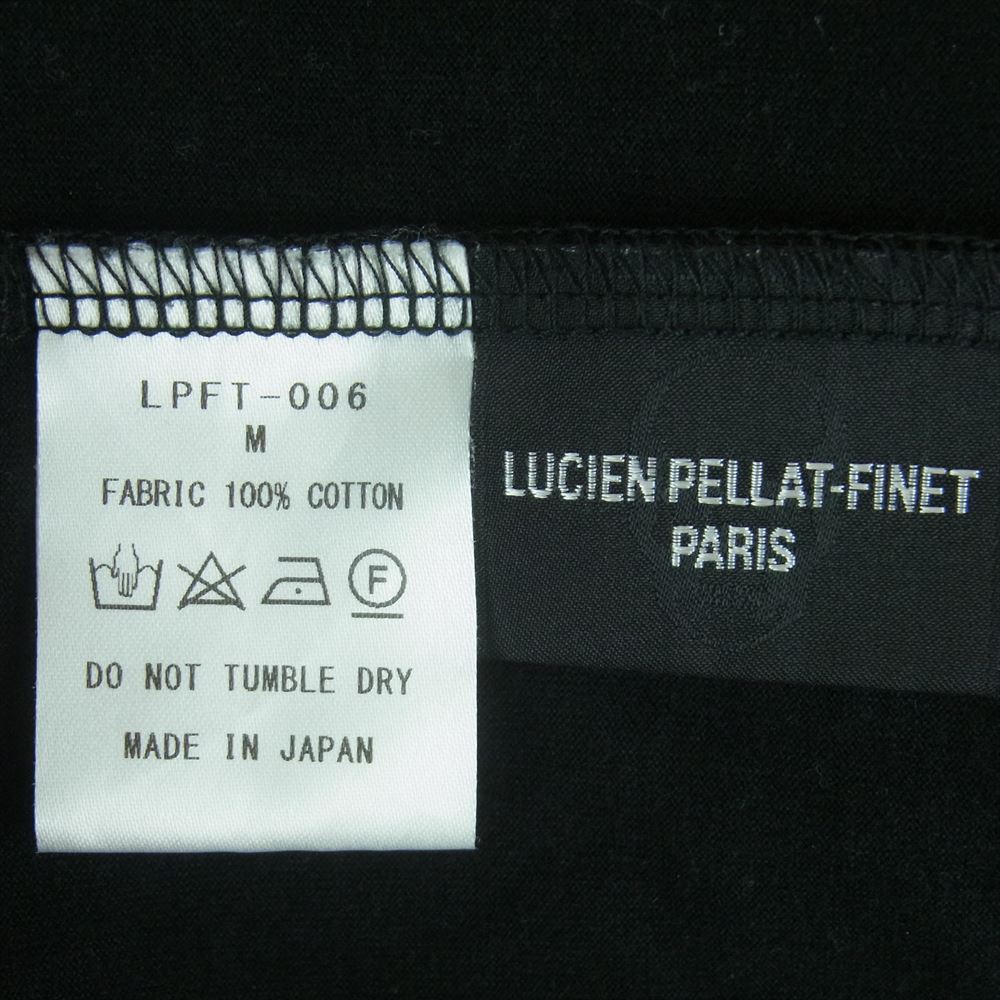 LPFT-006
M
FABRIC 100% COTTON
F
DO NOT TUMBLE DRY
MADE IN JAPAN
LUCIEN PELLAT-FINET
PARIS